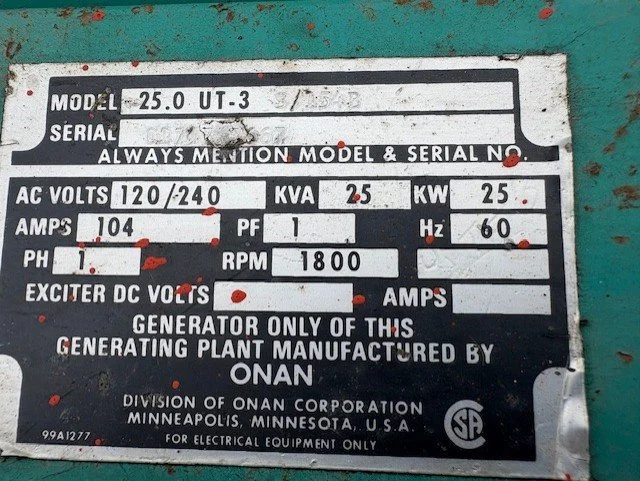 MODEL 25.0 UT-3
SERIAL
ALWAYS MENTION MODEL & SERIAL NO.
AC VOLTS 120/240 KVA 25 KW 25
AMPS 104 PF 1 Hz 60
PH 1 RPM 1800
EXCITER DC VOLTS AMPS
GENERATOR ONLY OF THIS
GENERATING PLANT MANUFACTURED BY
ONAN
DIVISION OF ONAN CORPORATION
MINNEAPOLIS, MINNESOTA, U.S.A.
99A1277 FOR ELECTRICAL EQUIPMENT ONLY